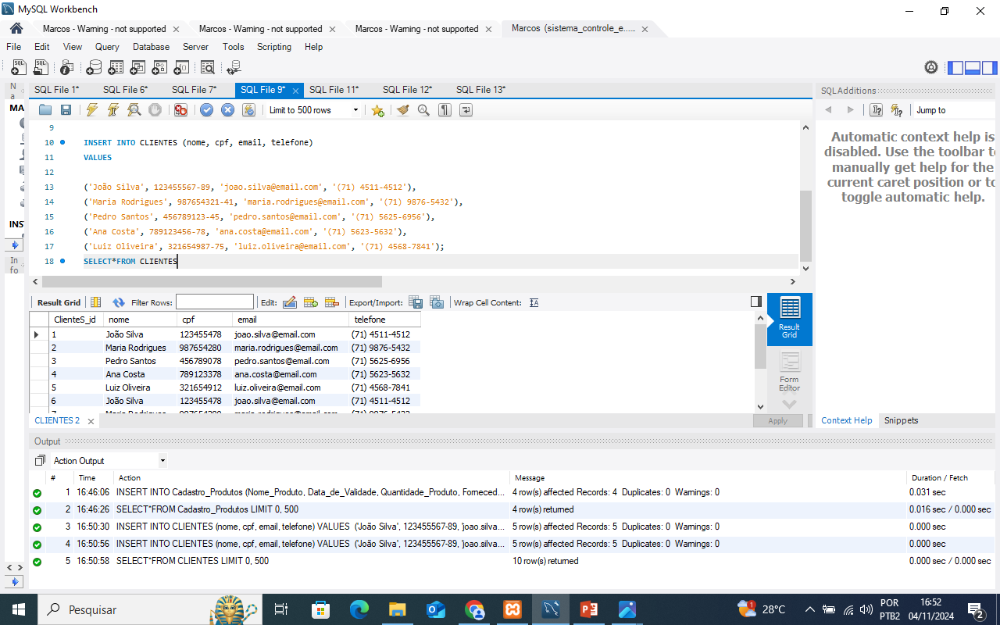 MySQL Workbench
Marcos - Warning - not supported
Marcos - Warning - not supported
Marcos - Warning - not supported
Marcos (sistema_controle_e......
File Edit View Query Database Server Tools Scripting Help
N
a
MA
INS
In
fo
SQL File 1* SQL File 6* SQL File 7* SQL File 9* SQL File 11* SQL File 12* SQL File 13*
Limit to 500 rows
9
10 INSERT INTO CLIENTES (nome, cpf, email, telefone)
11 VALUES
12
13 ('João Silva', 123455567-89, 'joao.silva@email.com', '(71) 4511-4512'),
14 ('Maria Rodrigues', 987654321-41, 'maria.rodrigues@email.com', '(71) 9876-5432'),
15 ('Pedro Santos', 456789123-45, 'pedro.santos@email.com', '(71) 5625-6956'),
16 ('Ana Costa', 789123456-78, 'ana.costa@email.com', '(71) 5623-5632'),
17 ('Luiz Oliveira', 321654987-75, 'luiz.oliveira@email.com', '(71) 4568-7841');
18 SELECT*FROM CLIENTES
SQLAdditions
Jump to
Automatic context help is
disabled. Use the toolbar to
manually get help for the
current caret position or to
toggle automatic help.
Result Grid Filter Rows: Edit: Export/Import: Wrap Cell Content:
ClienteS_id nome cpf email telefone
1 João Silva 123455478 joao.silva@email.com (71) 4511-4512
2 Maria Rodrigues 987654280 maria.rodrigues@email.com (71) 9876-5432
3 Pedro Santos 456789078 pedro.santos@email.com (71) 5625-6956
4 Ana Costa 789123378 ana.costa@email.com (71) 5623-5632
5 Luiz Oliveira 321654912 luiz.oliveira@email.com (71) 4568-7841
6 João Silva 123455478 joao.silva@email.com (71) 4511-4512
7 Maria Rodrigues 987654280 maria.rodrigues@email.com (71) 9876-5432
Result
Grid
Form
Editor
CLIENTES 2
Apply
Context Help Snippets
Output
Action Output
# Time Action Message Duration / Fetch
1 16:46:06 INSERT INTO Cadastro_Produtos (Nome_Produto, Data_de_Validade, Quantidade_Produto, Forneced... 4 row(s) affected Records: 4 Duplicates: 0 Warnings: 0 0.031 sec
2 16:46:26 SELECT*FROM Cadastro_Produtos LIMIT 0, 500 4 row(s) returned 0.016 sec / 0.000 sec
3 16:50:30 INSERT INTO CLIENTES (nome, cpf, email, telefone) VALUES ('João Silva', 123455567-89, 'joao.silva... 5 row(s) affected Records: 5 Duplicates: 0 Warnings: 0 0.000 sec
4 16:50:56 INSERT INTO CLIENTES (nome, cpf, email, telefone) VALUES ('João Silva', 123455567-89, 'joao.silva... 5 row(s) affected Records: 5 Duplicates: 0 Warnings: 0 0.000 sec
5 16:50:58 SELECT*FROM CLIENTES LIMIT 0, 500 10 row(s) returned 0.000 sec / 0.000 sec
Pesquisar
1
28°C
POR
PTB2
16:52
04/11/2024
2